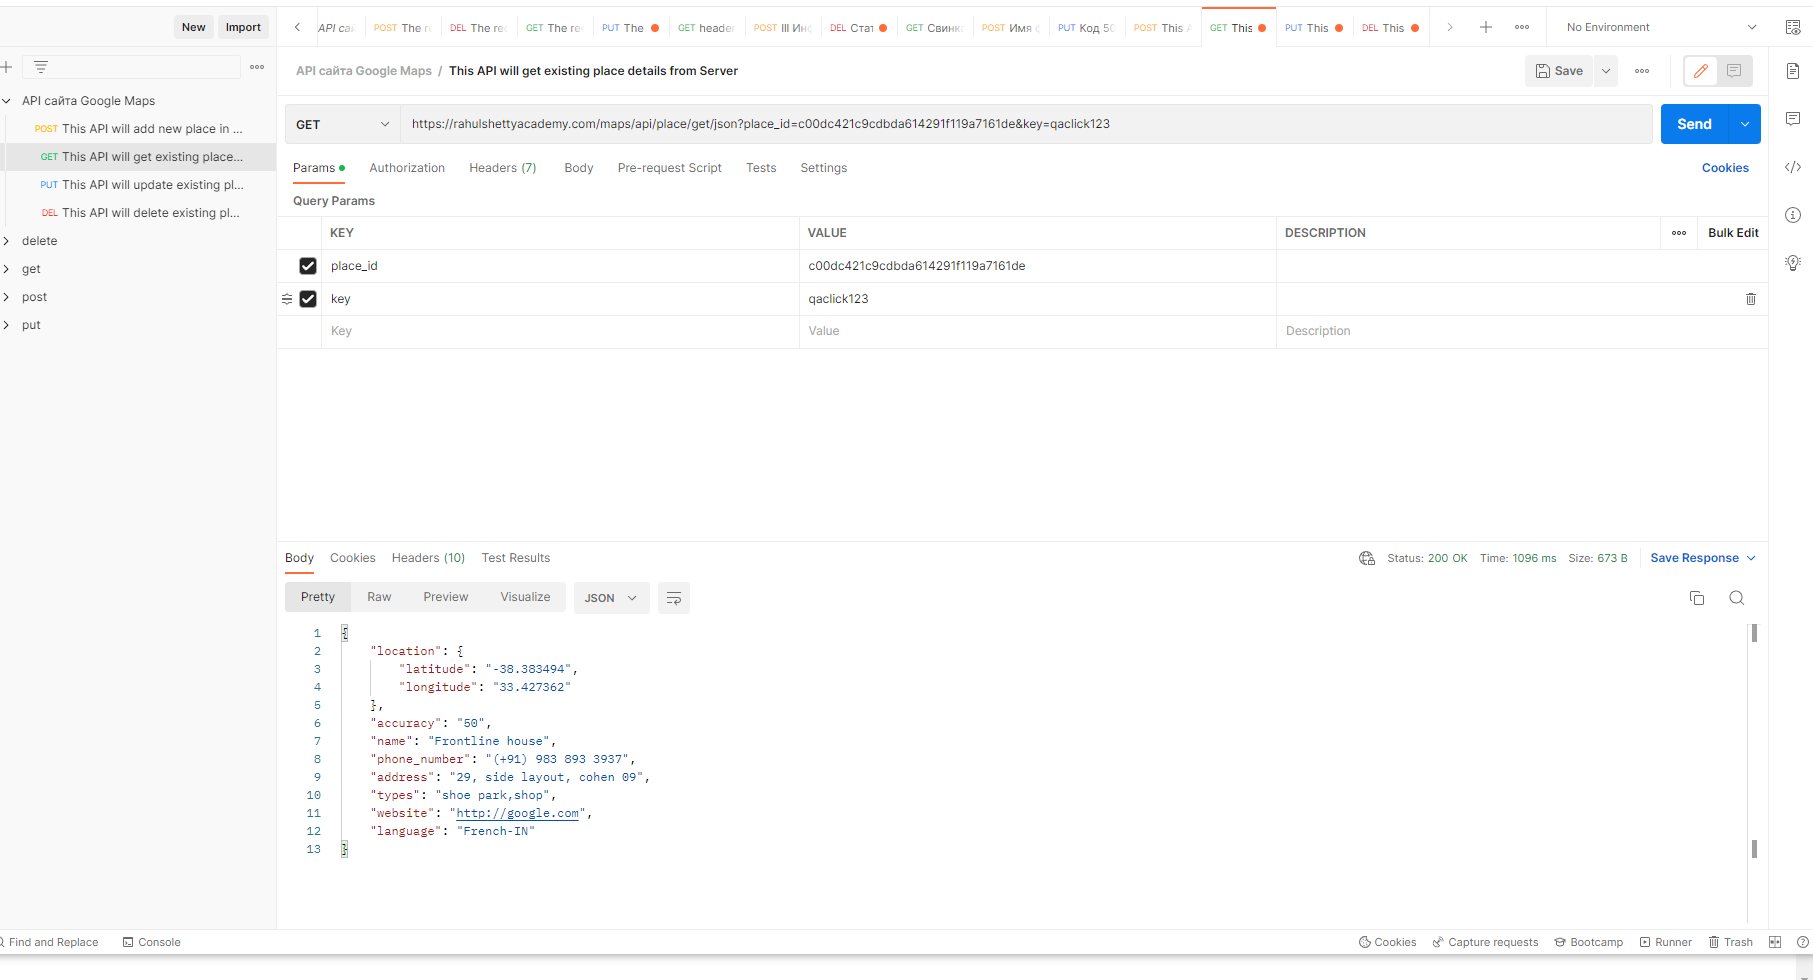 New Import
API сай POST The re DEL The rec GET The rec PUT The GET header POST III Ин DEL Стат GET Свинк POST Имя PUT Код 50 POST This GET This PUT This DEL This No Environment
API сайта Google Maps / This API will get existing place details from Server Save
API сайта Google Maps
POST This API will add new place in ...
GET This API will get existing place...
PUT This API will update existing pl...
DEL This API will delete existing pl...
delete
get
post
put
GET https://rahulshettyacademy.com/maps/api/place/get/json?place_id=c00dc421c9cdbda614291f119a7161de&key=qaclick123 Send
Params Authorization Headers (7) Body Pre-request Script Tests Settings Cookies
Query Params
KEY VALUE DESCRIPTION Bulk Edit
place_id c00dc421c9cdbda614291f119a7161de
key qaclick123
Key Value Description
Body Cookies Headers (10) Test Results Status: 200 OK Time: 1096 ms Size: 673 B Save Response
Pretty Raw Preview Visualize JSON
1 {
2 "location": {
3 "latitude": "-38.383494",
4 "longitude": "33.427362"
5 },
6 "accuracy": "50",
7 "name": "Frontline house",
8 "phone_number": "(+91) 983 893 3937",
9 "address": "29, side layout, cohen 09",
10 "types": "shoe park,shop",
11 "website": "http://google.com",
12 "language": "French-IN"
13 }
Find and Replace Console Cookies Capture requests Bootcamp Runner Trash